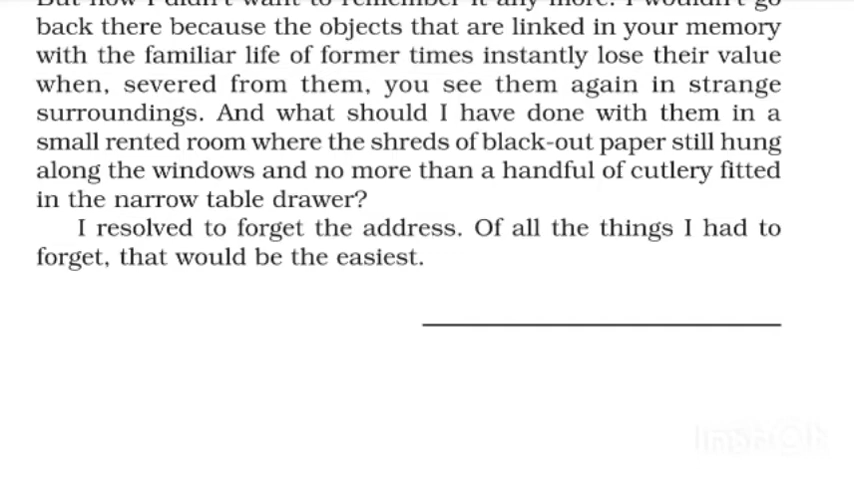 back there because the objects that are linked in your memory
with the familiar life of former times instantly lose their value
when, severed from them, you see them again in strange
surroundings. And what should I have done with them in a
small rented room where the shreds of black-out paper still hung
along the windows and no more than a handful of cutlery fitted
in the narrow table drawer?
I resolved to forget the address. Of all the things I had to
forget, that would be the easiest.